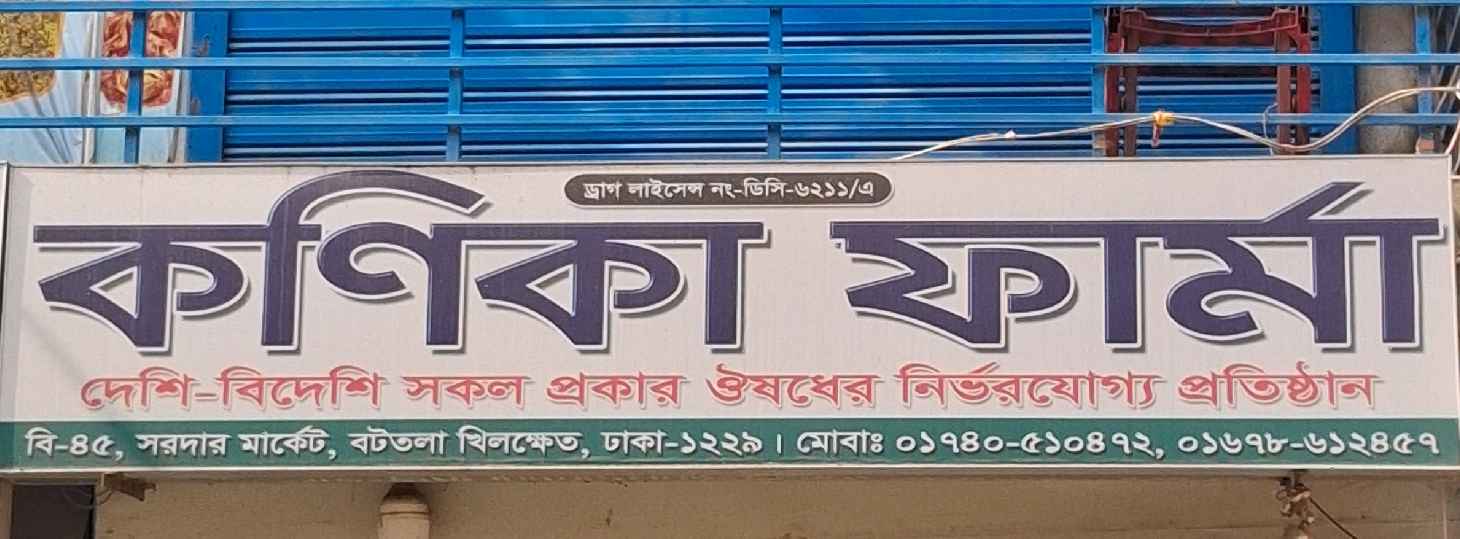 ড্রাগ লাইসেন্স নং-ডিসি-৬২১১/এ
কণিকা ফার্মা
দেশি-বিদেশি সকল প্রকার ঔষধের নির্ভরযোগ্য প্রতিষ্ঠান
বি-৪৫, সরদার মার্কেট, বটতলা খিলক্ষেত, ঢাকা-১২২৯। মোবাঃ ০১৭৪০-৫১০৪৭২, ০১৬৭৮-৬১২৪৫৭